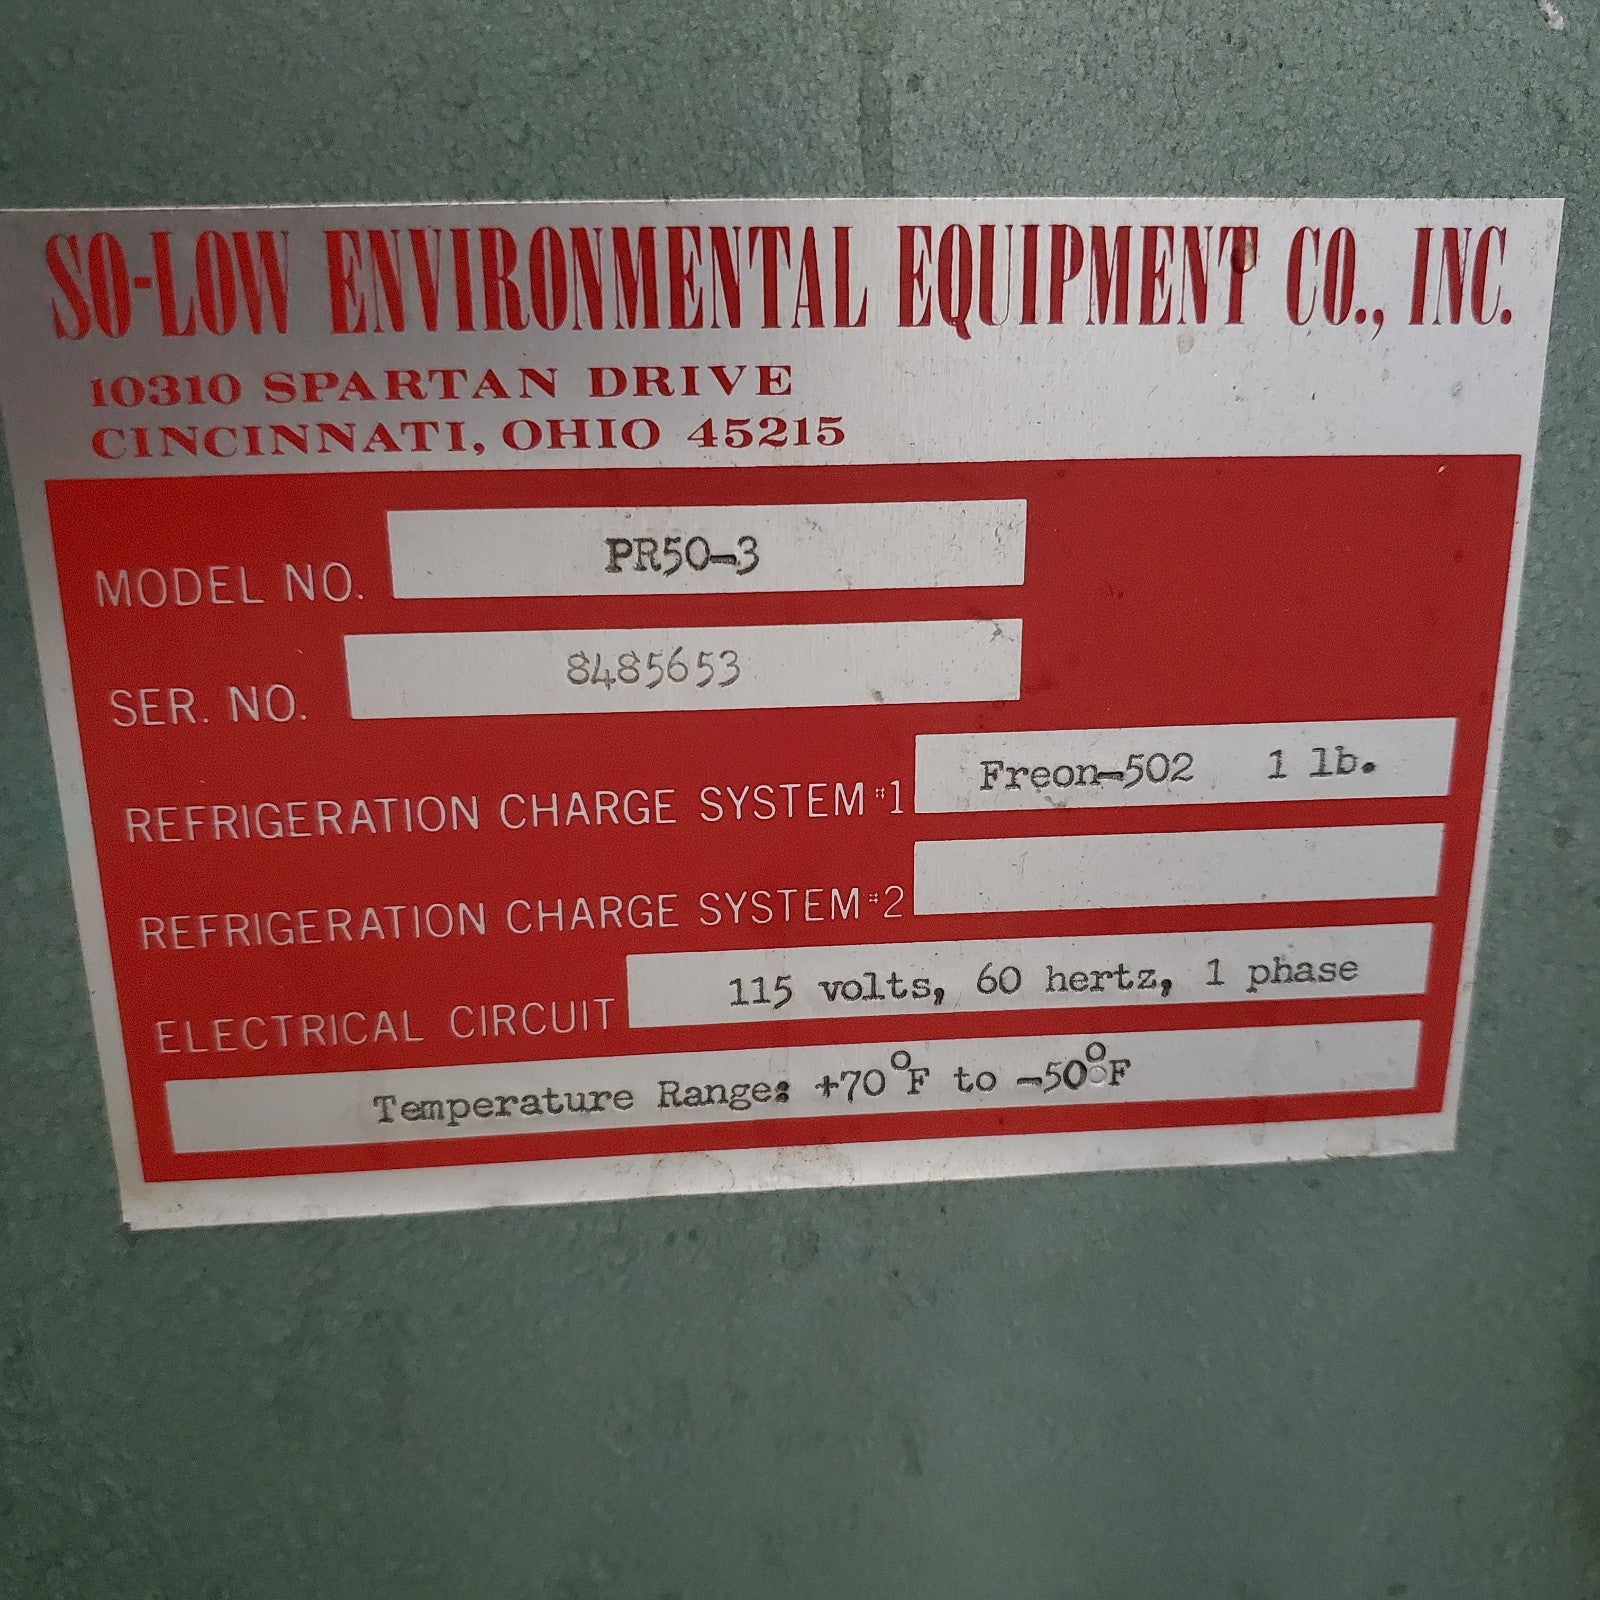 SO-LOW ENVIRONMENTAL EQUIPMENT CO., INC.
10310 SPARTAN DRIVE
CINCINNATI, OHIO 45215
MODEL NO. PR50-3
SER. NO. 8485653
REFRIGERATION CHARGE SYSTEM #1 Freon-502 1 lb.
REFRIGERATION CHARGE SYSTEM #2
ELECTRICAL CIRCUIT 115 volts, 60 hertz, 1 phase
Temperature Range: +70°F to -50°F